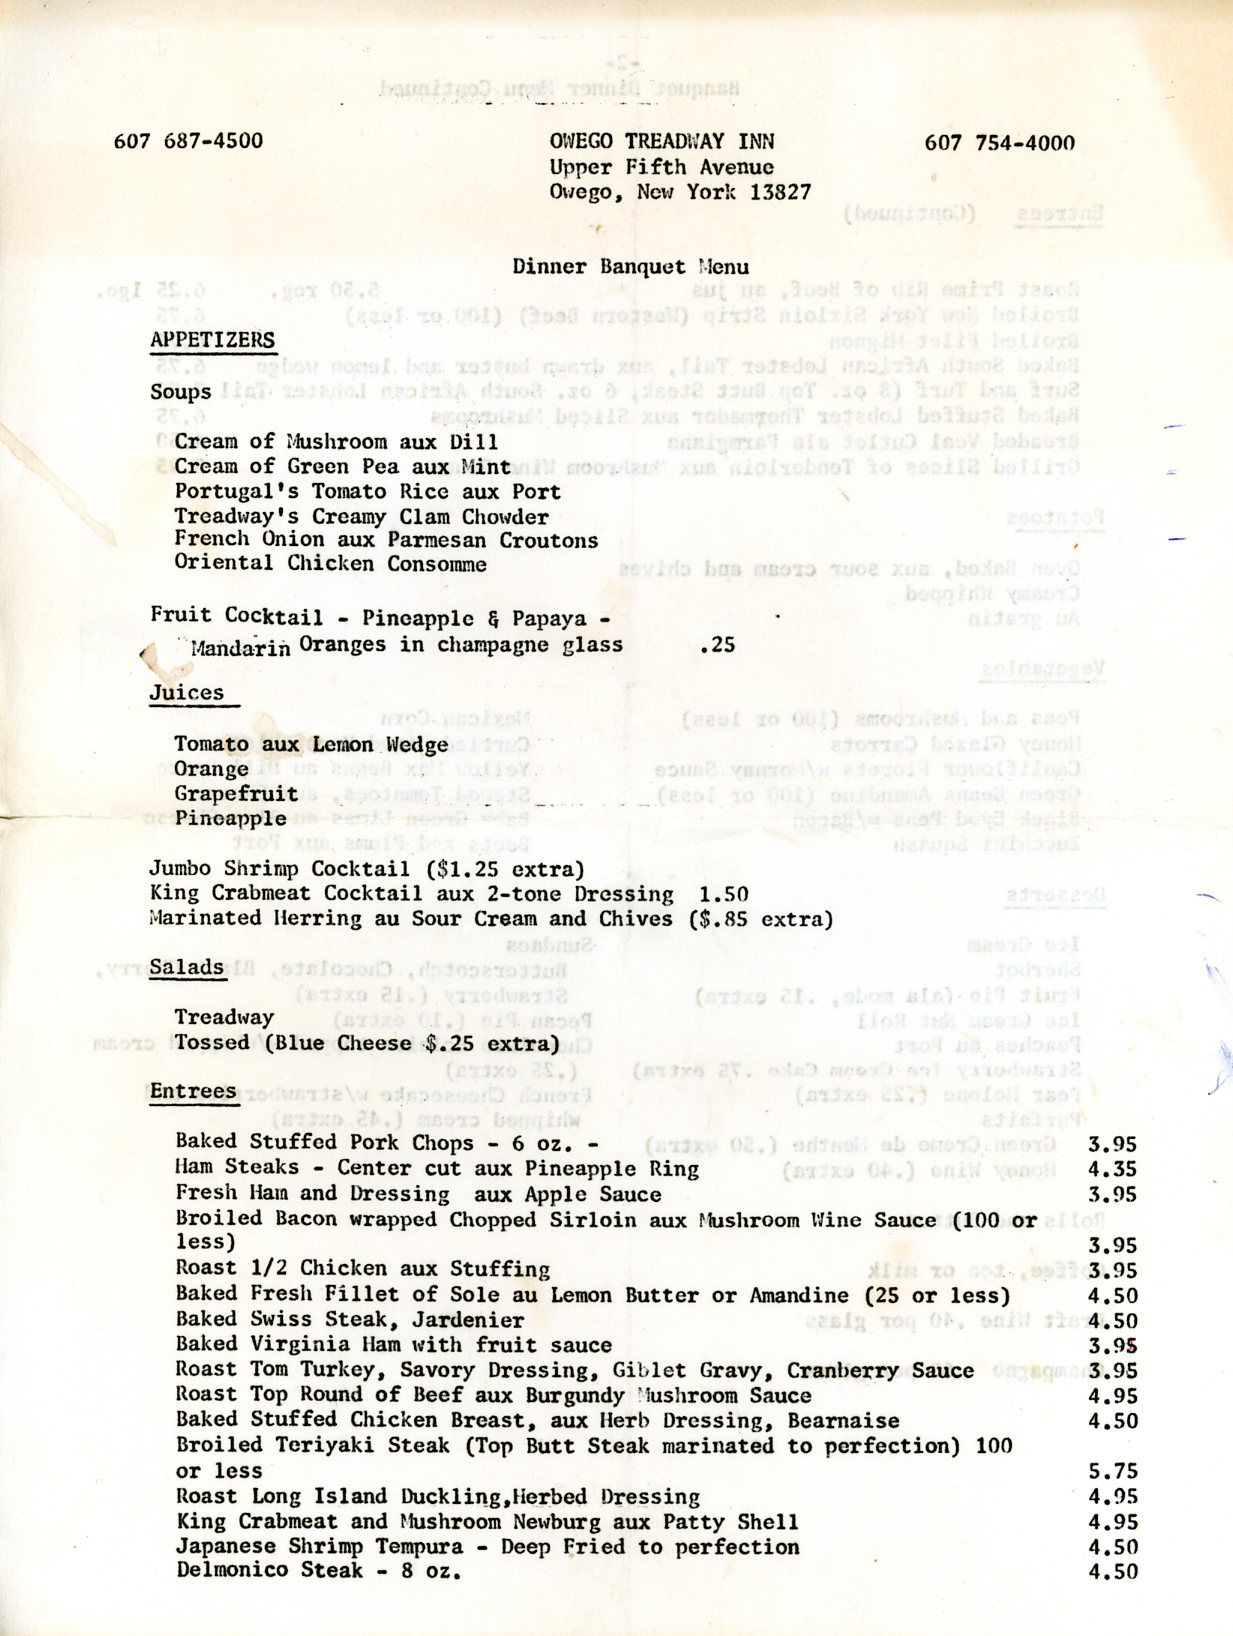 607 687-4500 OWEGO TREADWAY INN 607 754-4000
Upper Fifth Avenue
Owego, New York 13827
Dinner Banquet Menu
APPETIZERS
Soups
Cream of Mushroom aux Dill
Cream of Green Pea aux Mint
Portugal's Tomato Rice aux Port
Treadway's Creamy Clam Chowder
French Onion aux Parmesan Croutons
Oriental Chicken Consomme
Fruit Cocktail - Pineapple & Papaya -
Mandarin Oranges in champagne glass .25
Juices
Tomato aux Lemon Wedge
Orange
Grapefruit
Pineapple
Jumbo Shrimp Cocktail ($1.25 extra)
King Crabmeat Cocktail aux 2-tone Dressing 1.50
Marinated Herring au Sour Cream and Chives ($.85 extra)
Salads
Treadway
Tossed (Blue Cheese $.25 extra)
Entrees
Baked Stuffed Pork Chops - 6 oz. - 3.95
Ham Steaks - Center cut aux Pineapple Ring 4.35
Fresh Ham and Dressing aux Apple Sauce 3.95
Broiled Bacon wrapped Chopped Sirloin aux Mushroom Wine Sauce (100 or
less) 3.95
Roast 1/2 Chicken aux Stuffing 3.95
Baked Fresh Fillet of Sole au Lemon Butter or Amandine (25 or less) 4.50
Baked Swiss Steak, Jardenier 4.50
Baked Virginia Ham with fruit sauce 3.95
Roast Tom Turkey, Savory Dressing, Giblet Gravy, Cranberry Sauce 3.95
Roast Top Round of Beef aux Burgundy Mushroom Sauce 4.95
Baked Stuffed Chicken Breast, aux Herb Dressing, Bearnaise 4.50
Broiled Teriyaki Steak (Top Butt Steak marinated to perfection) 100
or less 5.75
Roast Long Island Duckling,Herbed Dressing 4.95
King Crabmeat and Mushroom Newburg aux Patty Shell 4.95
Japanese Shrimp Tempura - Deep Fried to perfection 4.50
Delmonico Steak - 8 oz. 4.50